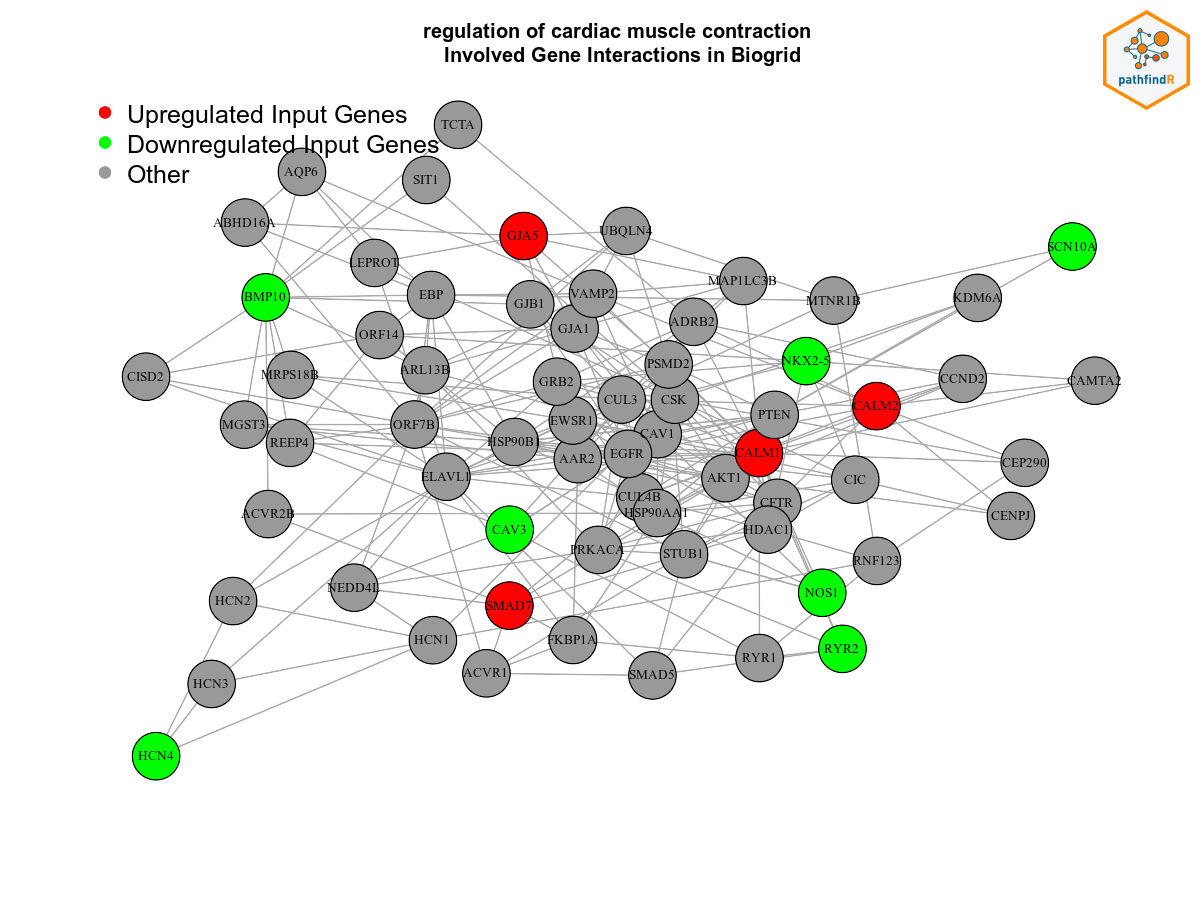 regulation of cardiac muscle contraction
Involved Gene Interactions in Biogrid
pathfindR
Upregulated Input Genes
Downregulated Input Genes
Other
TCTA
AQP6
SIT1
ABHD16A
GJA5
UBQLN4
SCN10A
LEPROT
BMP10
EBP
GJB1
VAMP2
MAP1LC3B
MTNR1B
KDM6A
ORF14
GJA1
ADRB2
CISD2
MRPS18B
ARL13B
GRB2
PSMD2
NKX2-5
CCND2
CAMTA2
CUL3
CSK
CALM2
MGST3
REEP4
ORF7B
HSP90B1
EWSR1
CAV1
PTEN
AAR2
EGFR
CALM1
CEP290
ELAVL1
AKT1
CIC
CUL4B
HSP90AA1
CFTR
ACVR2B
CAV3
HDAC1
CENPJ
PRKACA
STUB1
RNF123
HCN2
NEDD4L
SMAD7
NOS1
HCN1
FKBP1A
RYR2
RYR1
HCN3
ACVR1
SMAD5
HCN4